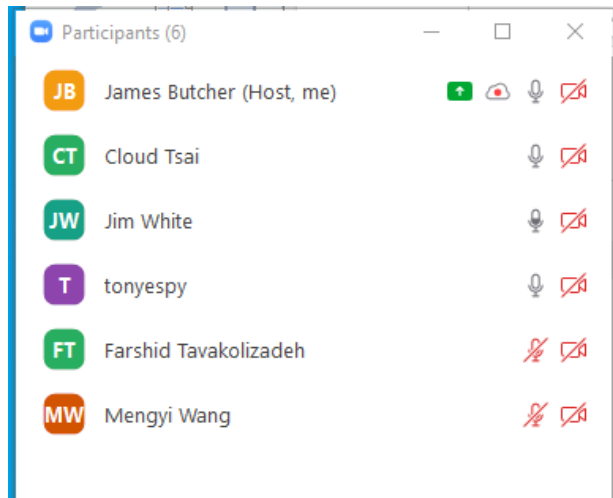 Participants (6)
JB James Butcher (Host, me)
CT Cloud Tsai
JW Jim White
T tonyespy
FT Farshid Tavakolizadeh
MW Mengyi Wang